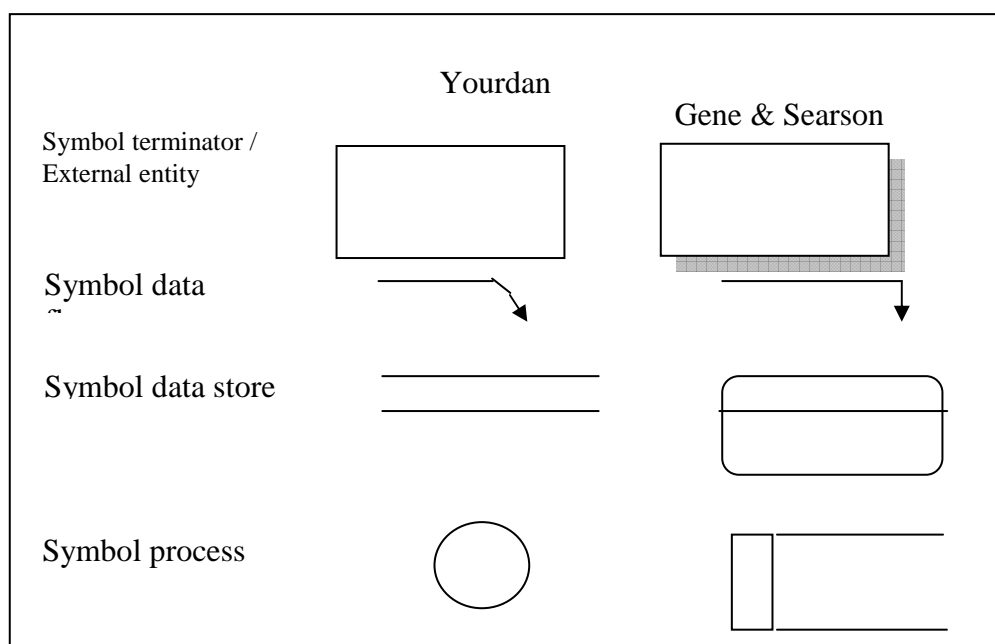 Yourdan
Gene & Searson
Symbol terminator /
External entity
Symbol data
Symbol data store
Symbol process